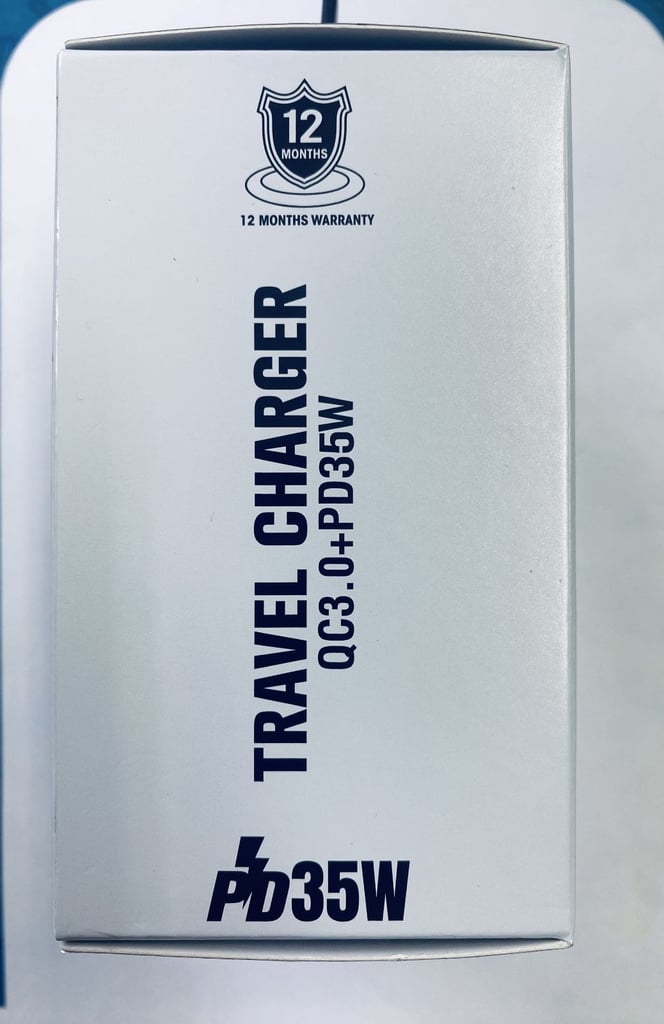 12
MONTHS
12 MONTHS WARRANTY
TRAVEL CHARGER
QC3.0+PD35W
PD35W